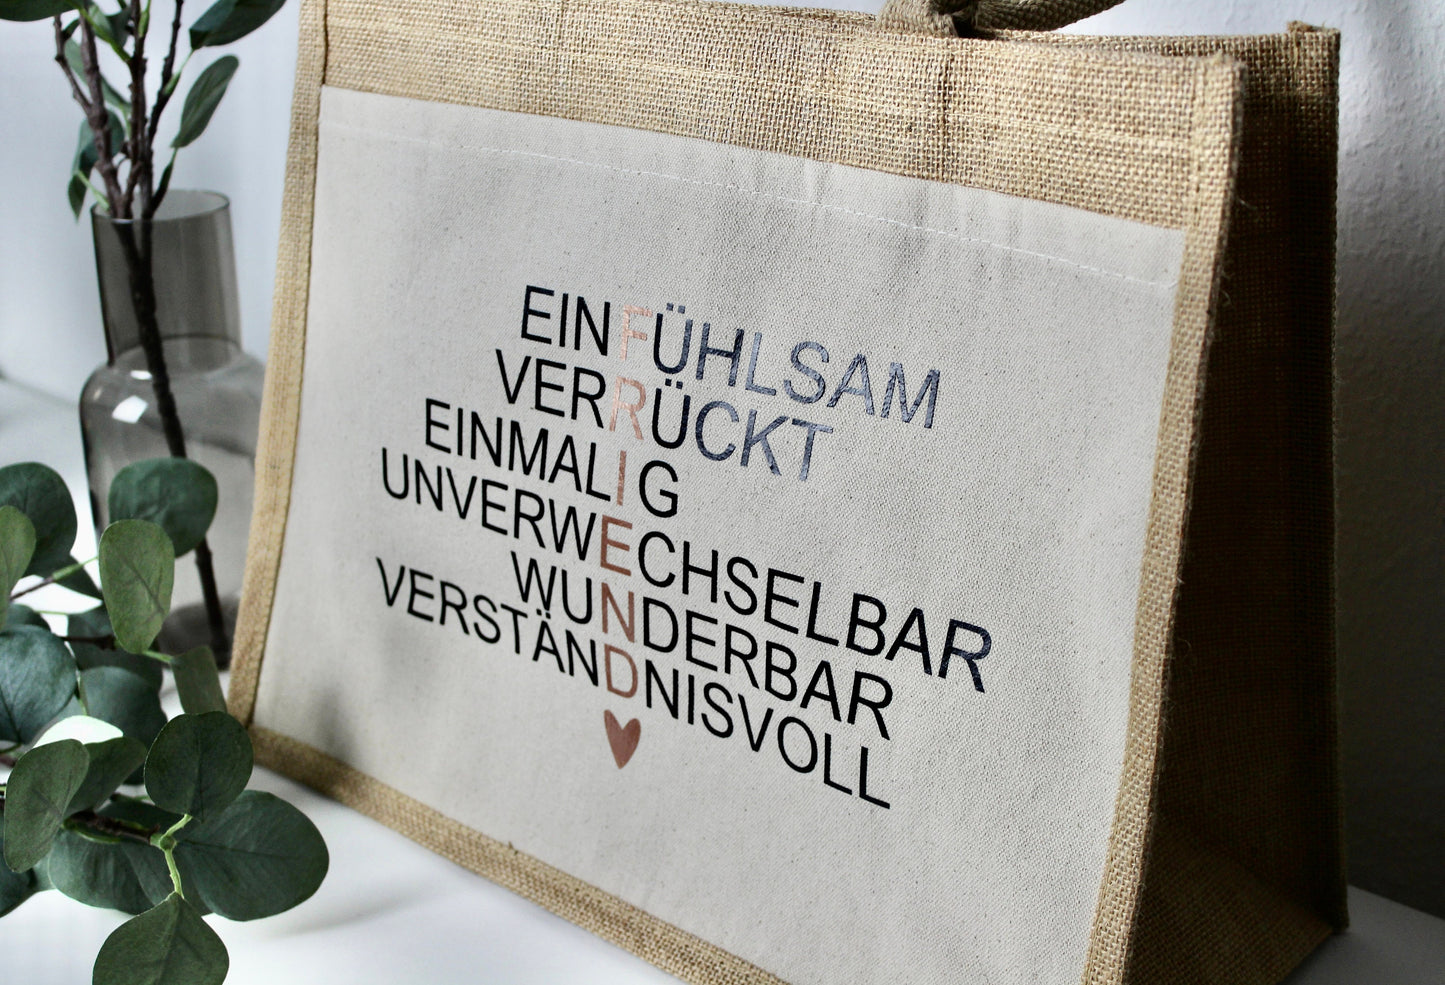 EINFÜHLSAM
VERRÜCKT
EINMALIG
UNVERWECHSELBAR
WUNDERBAR
VERSTÄNDNISVOLL